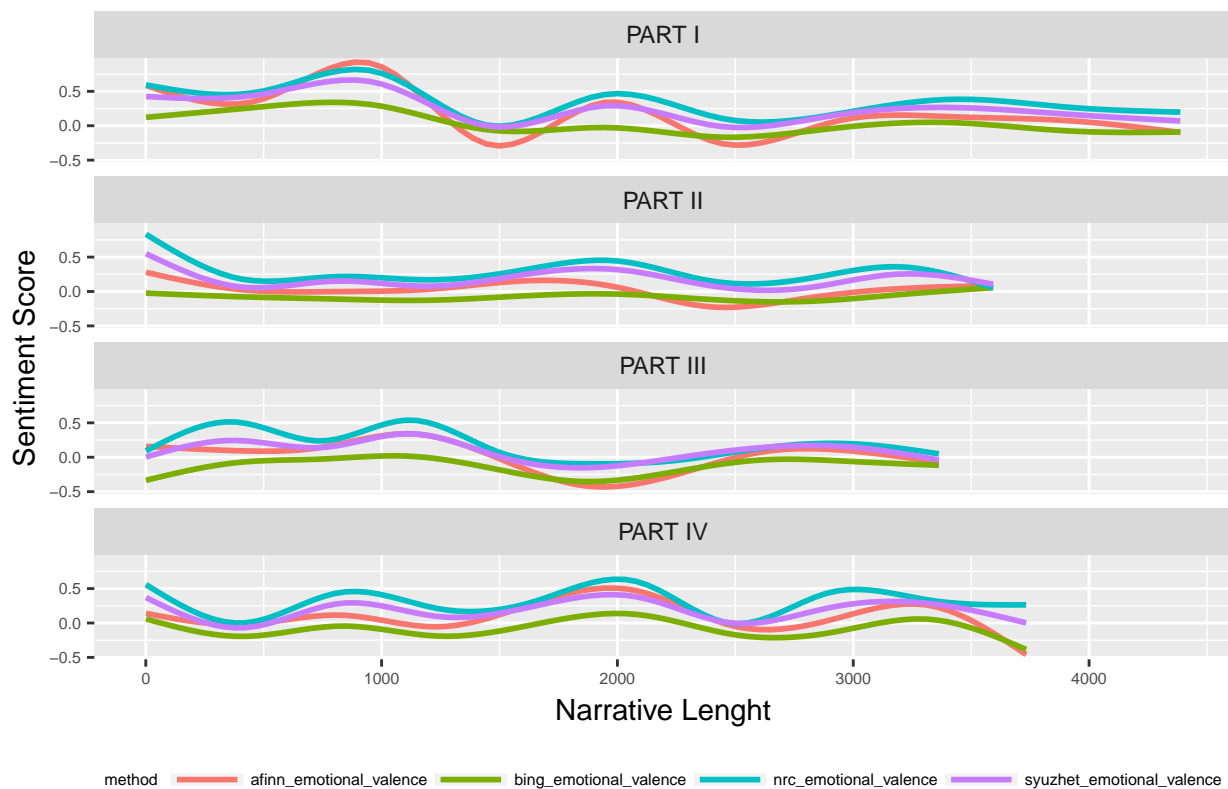 PART I
0.5
0.0
−0.5
PART II
0.5
0.0
−0.5
PART III
0.5
0.0
−0.5
PART IV
0.5
0.0
−0.5
Sentiment Score
0 1000 2000 3000 4000
Narrative Lenght
method afinn_emotional_valence bing_emotional_valence nrc_emotional_valence syuzhet_emotional_valence